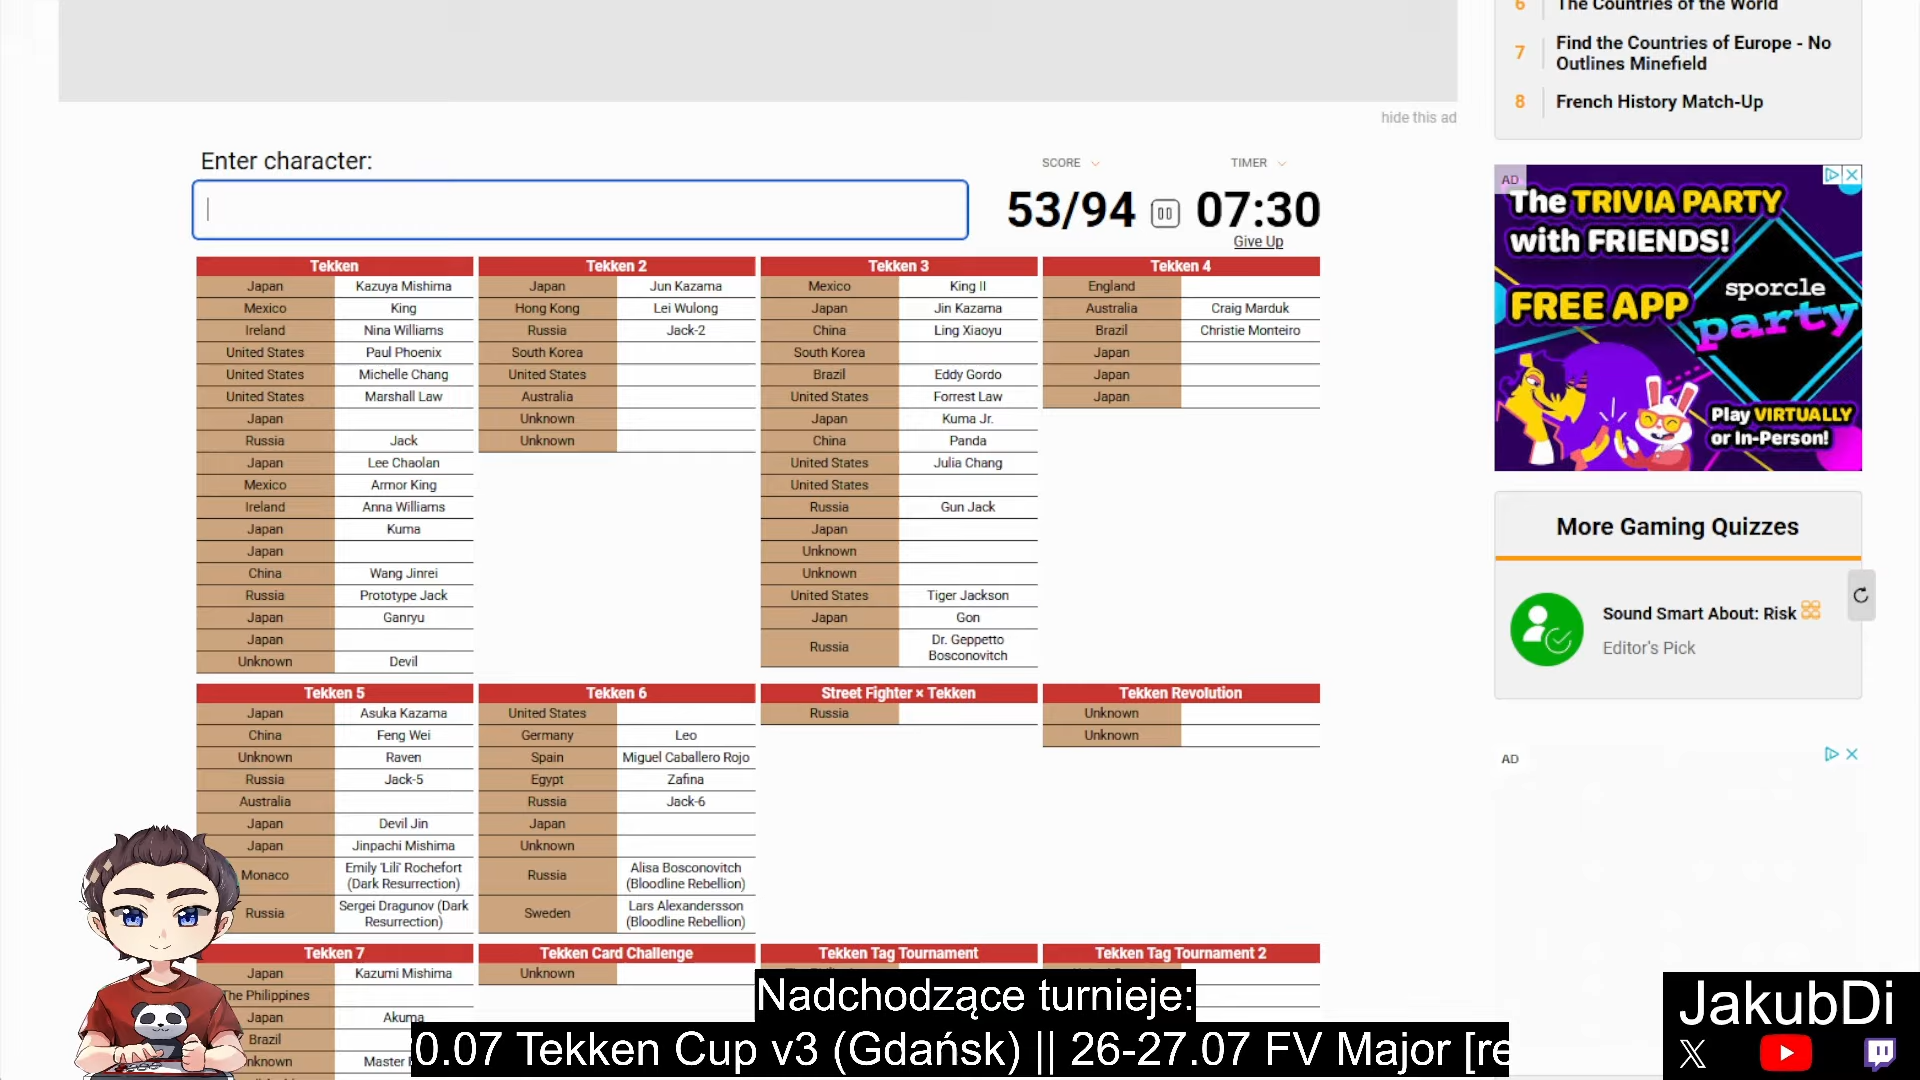 6 The Countries of the World
7 Find the Countries of Europe - No
Outlines Minefield
8 French History Match-Up
hide this ad
Enter character:
SCORE
TIMER
53/94
07:30
Give Up
Tekken
Japan Kazuya Mishima
Mexico King
Ireland Nina Williams
United States Paul Phoenix
United States Michelle Chang
United States Marshall Law
Japan
Russia Jack
Japan Lee Chaolan
Mexico Armor King
Ireland Anna Williams
Japan Kuma
Japan
China Wang Jinrei
Russia Prototype Jack
Japan Ganryu
Japan
Unknown Devil
Tekken 2
Japan Jun Kazama
Hong Kong Lei Wulong
Russia Jack-2
South Korea
United States
Australia
Unknown
Unknown
Tekken 3
Mexico King II
Japan Jin Kazama
China Ling Xiaoyu
South Korea
Brazil Eddy Gordo
United States Forrest Law
Japan Kuma Jr.
China Panda
United States Julia Chang
United States
Russia Gun Jack
Japan
Unknown
Unknown
United States Tiger Jackson
Japan Gon
Russia Dr. Geppetto
Bosconovitch
Tekken 4
England
Australia Craig Marduk
Brazil Christie Monteiro
Japan
Japan
Japan
Tekken 5
Japan Asuka Kazama
China Feng Wei
Unknown Raven
Russia Jack-5
Australia
Japan Devil Jin
Japan Jinpachi Mishima
Monaco Emily 'Lili' Rochefort
(Dark Resurrection)
Russia Sergei Dragunov (Dark
Resurrection)
Tekken 6
United States
Germany Leo
Spain Miguel Caballero Rojo
Egypt Zafina
Russia Jack-6
Japan
Unknown
Russia Alisa Bosconovitch
(Bloodline Rebellion)
Sweden Lars Alexandersson
(Bloodline Rebellion)
Street Fighter × Tekken
Russia
Tekken Revolution
Unknown
Unknown
Tekken 7
Japan Kazumi Mishima
The Philippines
Japan Akuma
Brazil
Master
Tekken Card Challenge
Unknown
Tekken Tag Tournament
Tekken Tag Tournament 2
AD
The TRIVIA PARTY
with FRIENDS!
FREE APP
sporcle
party
Play VIRTUALLY
or In-Person!
More Gaming Quizzes
Sound Smart About: Risk
Editor's Pick
AD
Nadchodzące turnieje:
0.07 Tekken Cup v3 (Gdańsk) || 26-27.07 FV Major [re
JakubDi